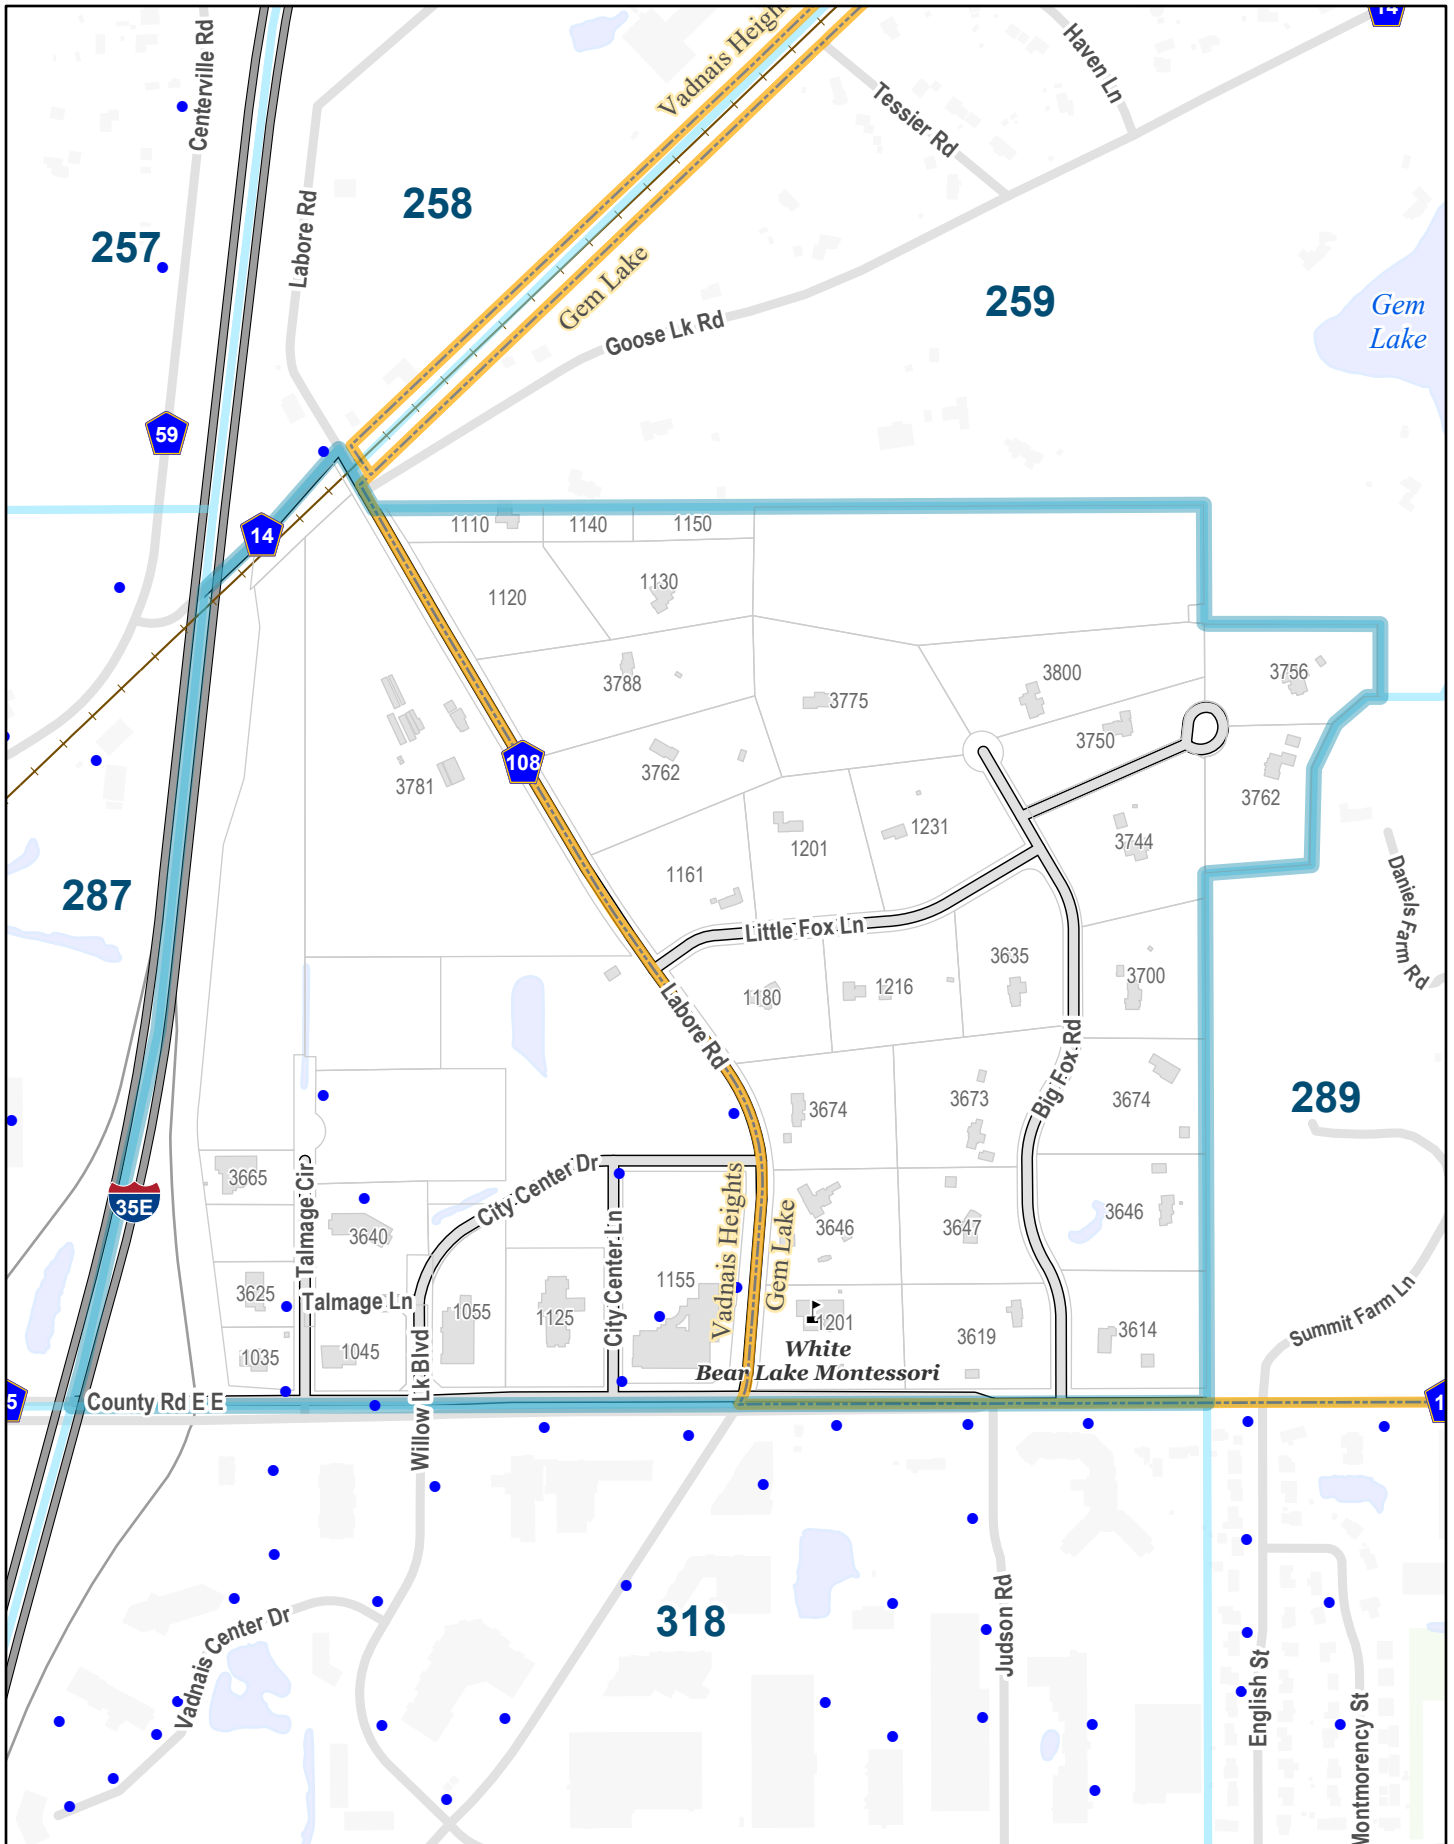 14
Centerville Rd
Vadnais Heigh
Haven Ln
Tessier Rd
258
257
Labore Rd
Gem Lake
259
Gem
Lake
Goose Lk Rd
59
14
1110
1140
1150
1120
1130
3788
3775
3800
3756
3750
108
3762
3781
3762
1201
1231
3744
1161
287
Little Fox Ln
Daniels Farm Rd
3635
3700
1180
1216
Labore Rd
Big Fox Rd
3674
3673
3674
289
3665
Talmage Cir
City Center Dr
35E
City Center Ln
Vadnais Heights
Gem Lake
3640
3646
3647
3646
3625
Talmage Ln
1055
1125
1155
1201
3619
3614
Summit Farm Ln
1035
1045
White
Bear Lake Montessori
5
County Rd E E
Willow Lk Blvd
1
318
Vadnais Center Dr
Judson Rd
English St
Montmorency St